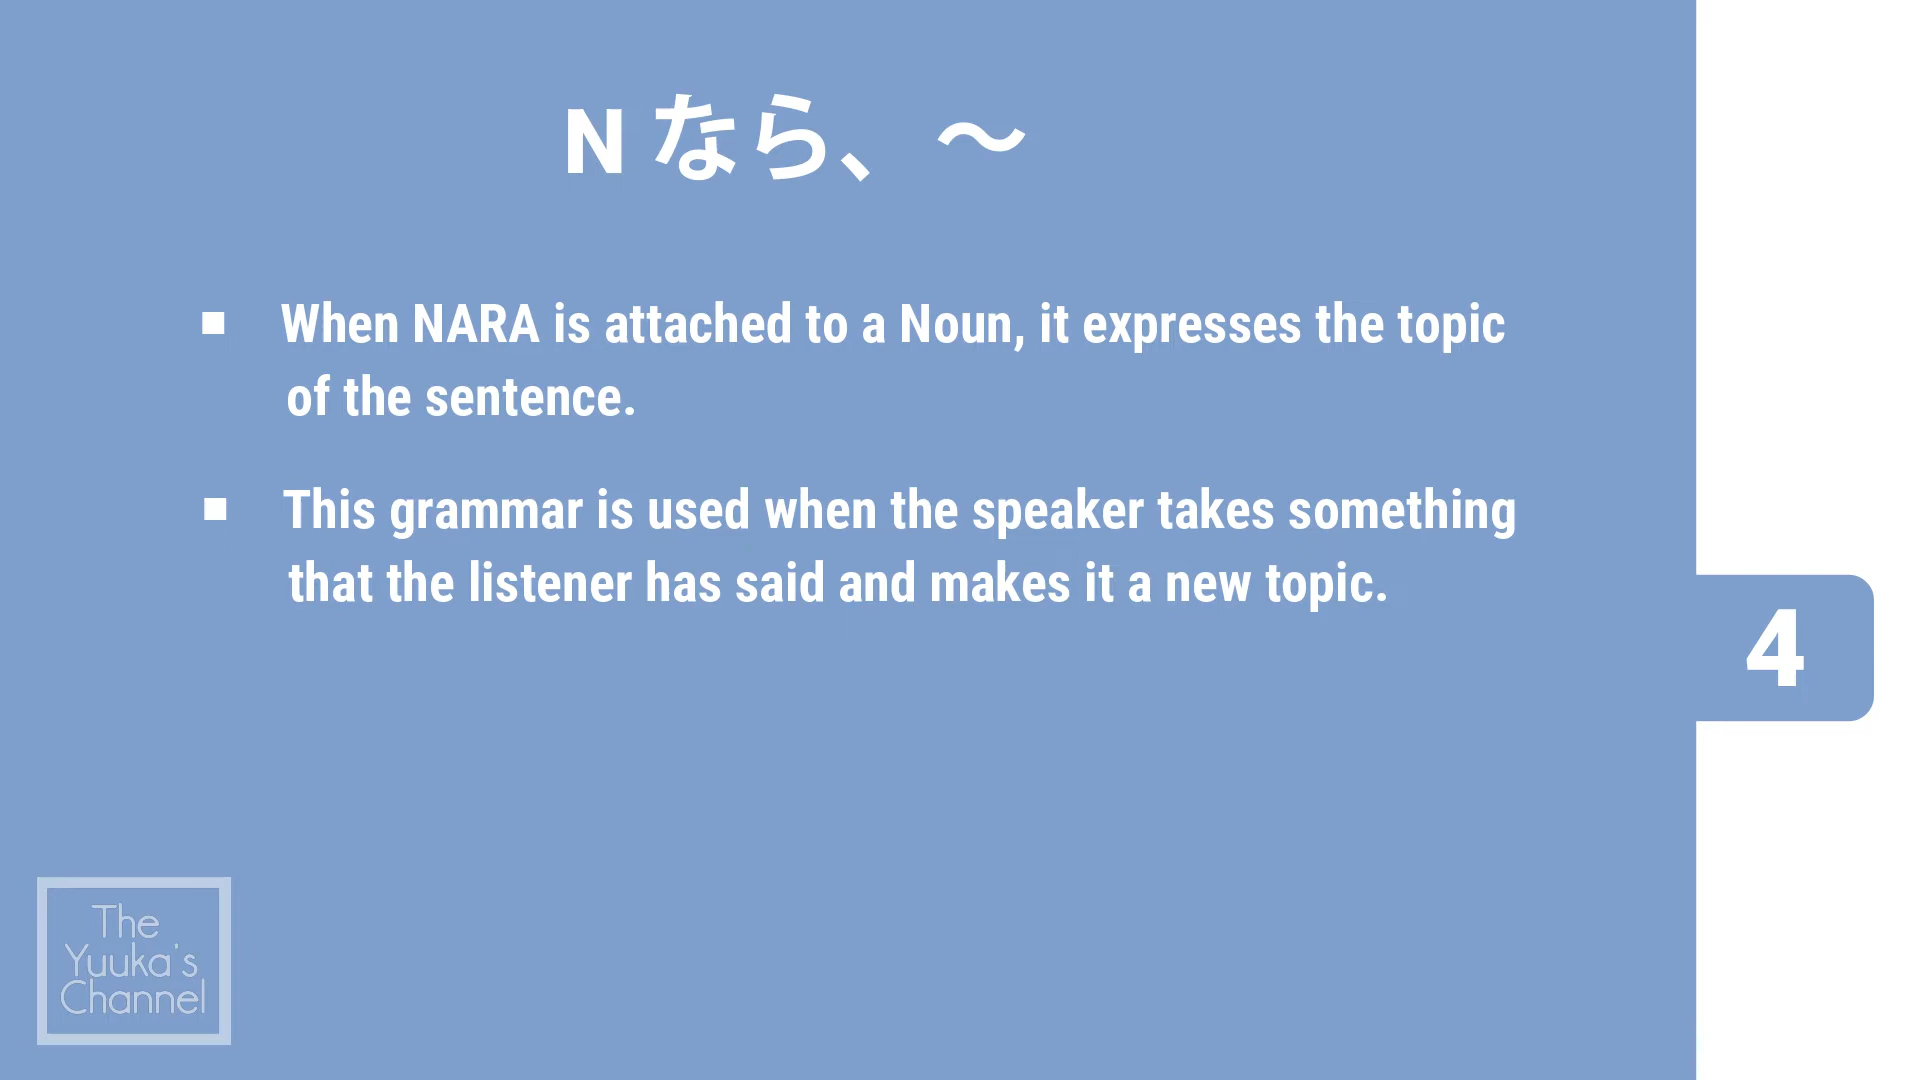 N なら、～
■ When NARA is attached to a Noun, it expresses the topic
of the sentence.
■ This grammar is used when the speaker takes something
that the listener has said and makes it a new topic.
4
The
Yuuka's
Channel